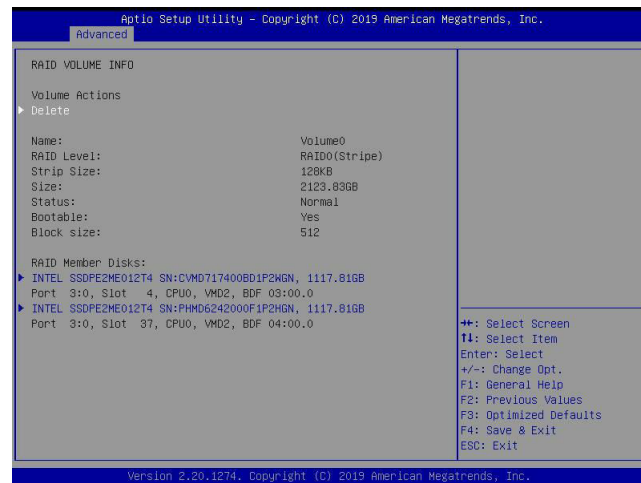 Aptio Setup Utility – Copyright (C) 2019 American Megatrends, Inc.
Advanced
RAID VOLUME INFO
Volume Actions
Delete
Name: Volume0
RAID Level: RAID0(Stripe)
Strip Size: 128KB
Size: 2123.83GB
Status: Normal
Bootable: Yes
Block size: 512
RAID Member Disks:
INTEL SSDPE2ME012T4 SN:CVMD717400BD1P2WGN, 1117.81GB
Port 3:0, Slot 4, CPU0, VMD2, BDF 03:00.0
INTEL SSDPE2ME012T4 SN:PHMD6242000F1P2HGN, 1117.81GB
Port 3:0, Slot 37, CPU0, VMD2, BDF 04:00.0
→←: Select Screen
↑↓: Select Item
Enter: Select
+/-: Change Opt.
F1: General Help
F2: Previous Values
F3: Optimized Defaults
F4: Save & Exit
ESC: Exit
Version 2.20.1274. Copyright (C) 2019 American Megatrends, Inc.